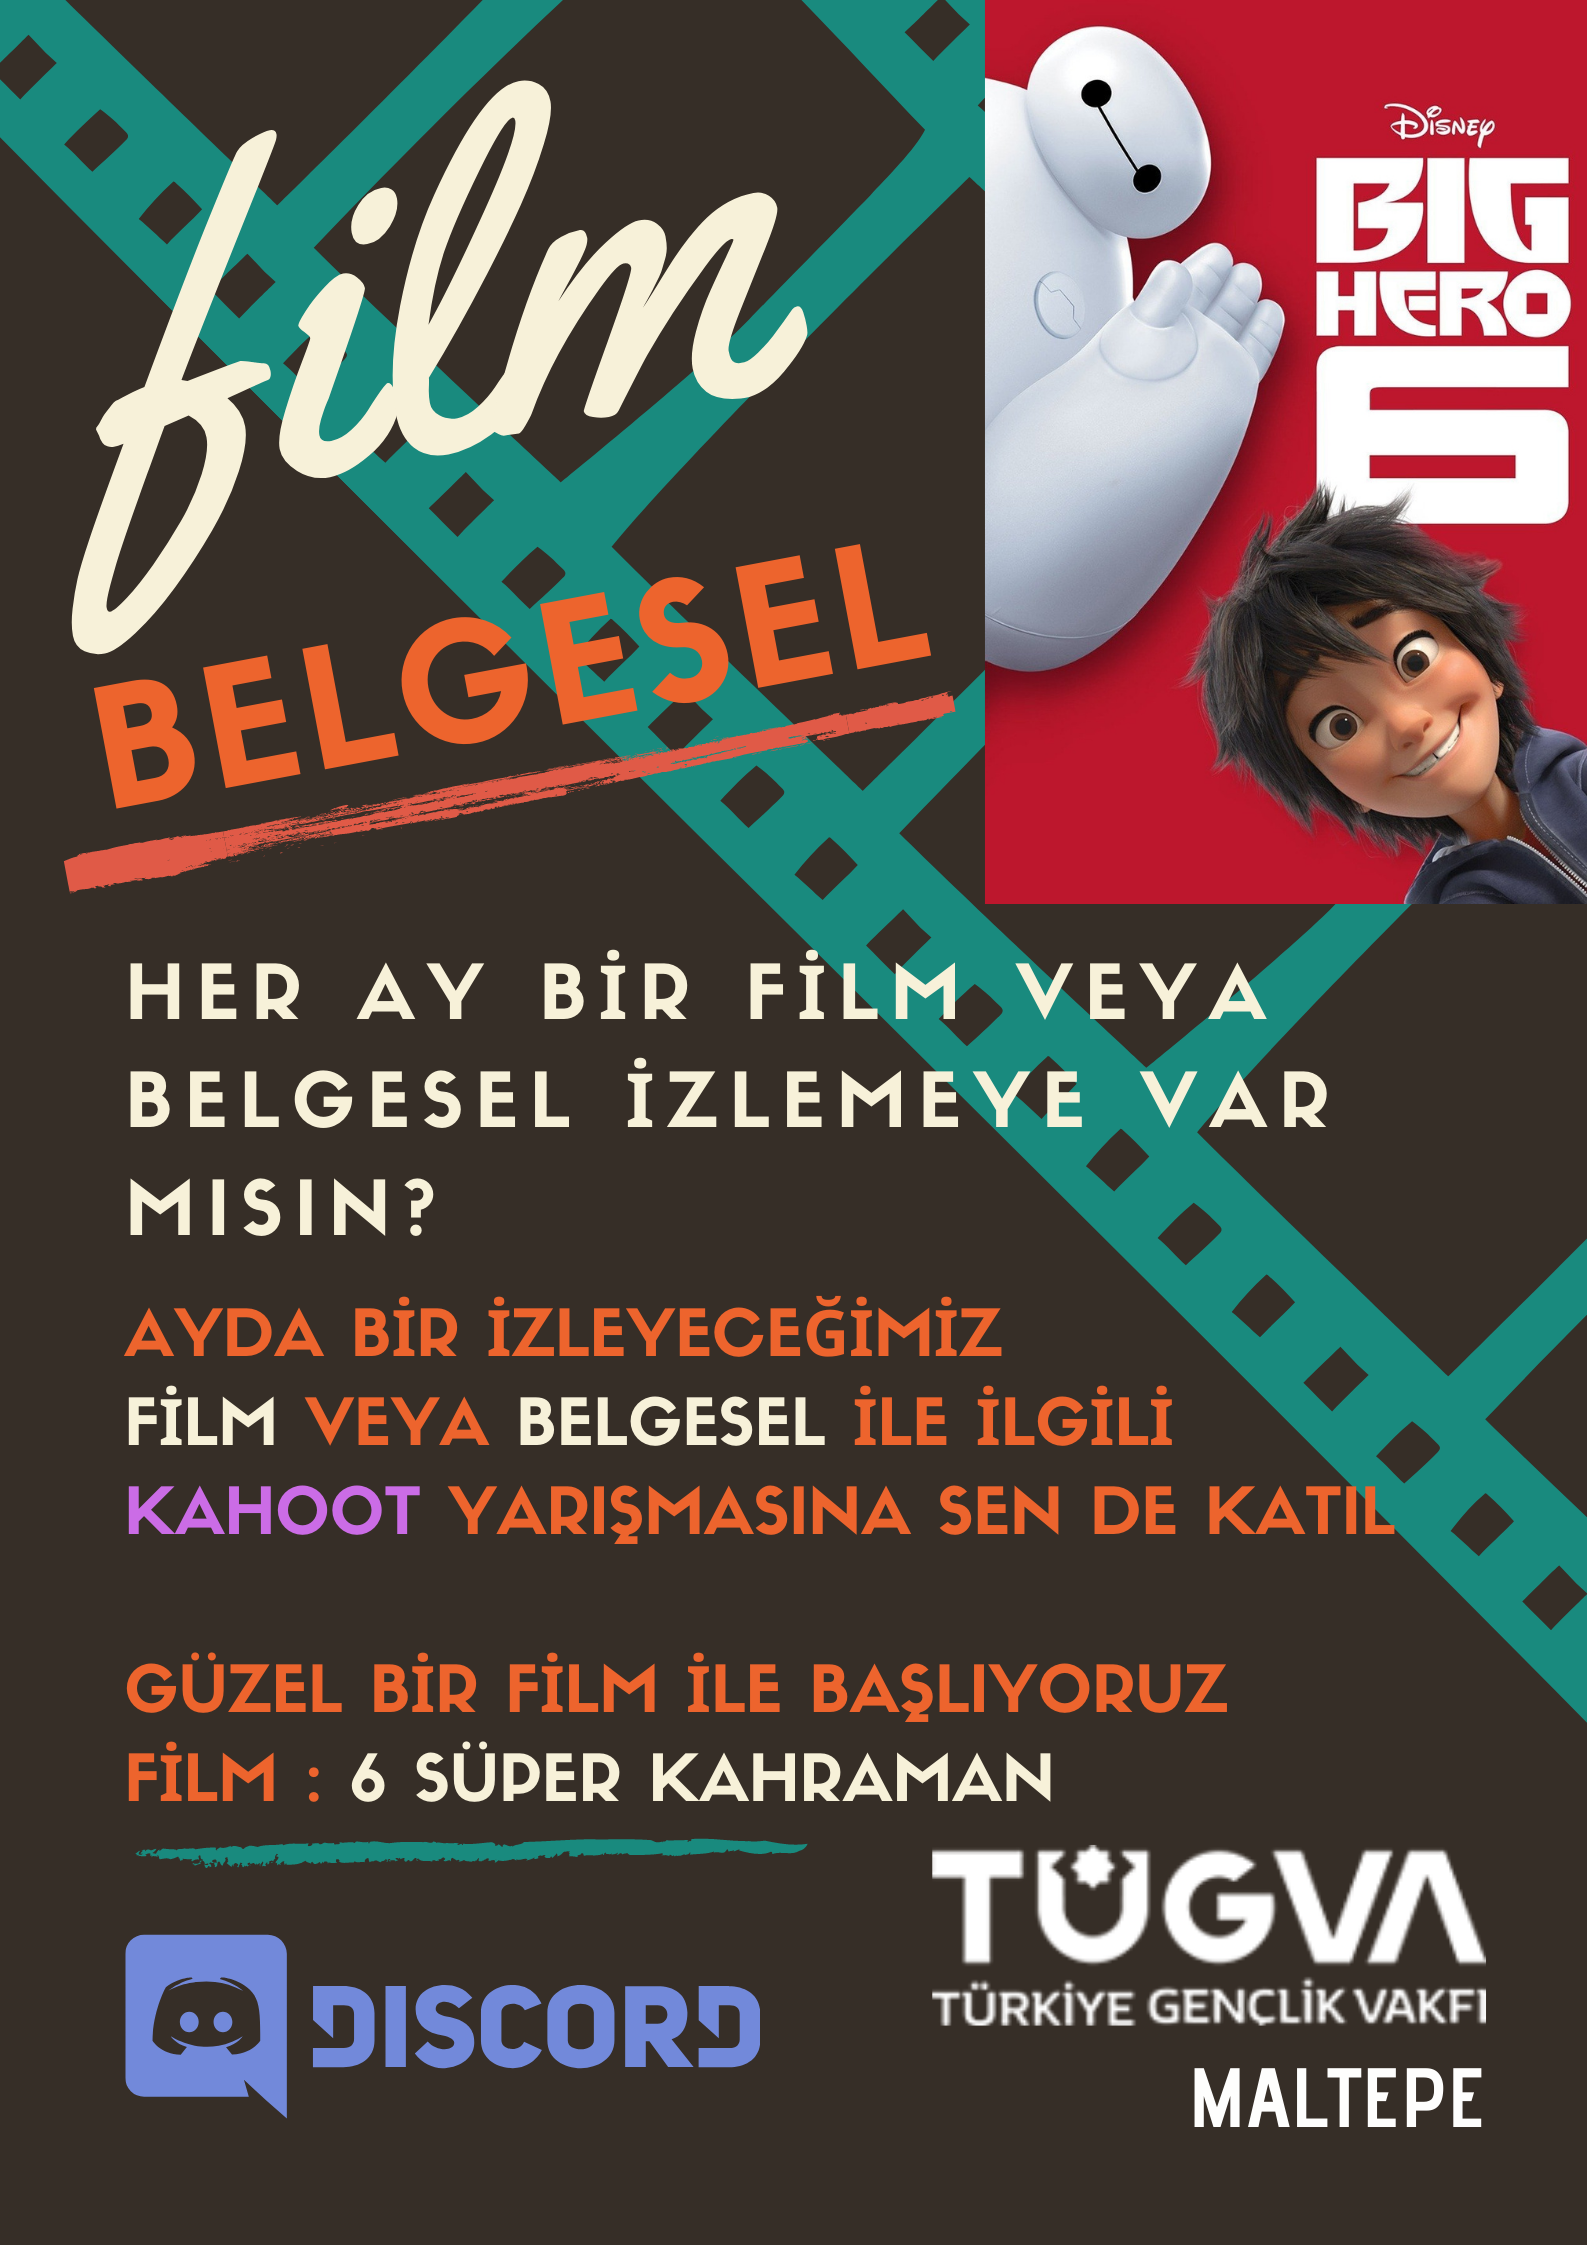 film
BELGESEL
DISNEY
BIG
HERO
6
HER AY BİR FİLM VEYA
BELGESEL İZLEMEYE VAR
MISIN?
AYDA BİR İZLEYECEĞİMİZ
FİLM VEYA BELGESEL İLE İLGİLİ
KAHOOT YARIŞMASINA SEN DE KATIL
GÜZEL BİR FİLM İLE BAŞLIYORUZ
FİLM : 6 SÜPER KAHRAMAN
DISCORD
TÜGVA
TÜRKİYE GENÇLİK VAKFI
MALTEPE